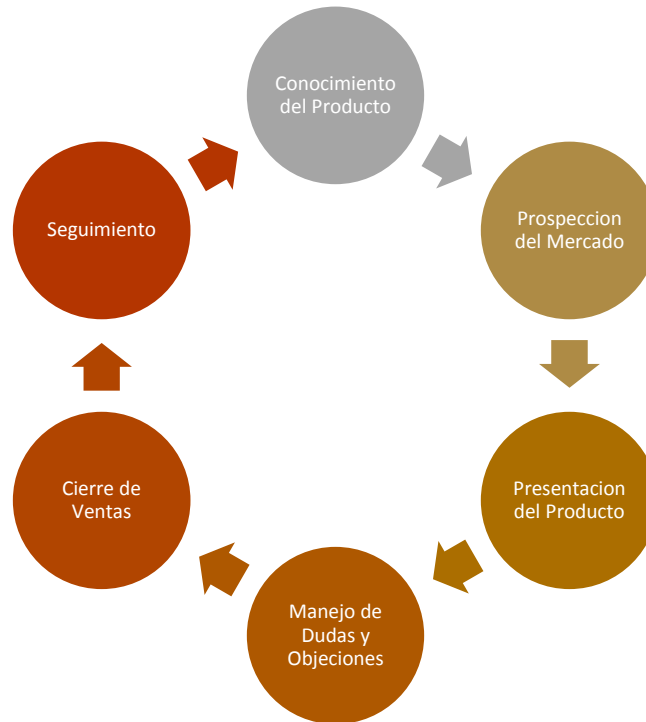 Conocimiento
del Producto
Prospeccion
del Mercado
Presentacion
del Producto
Manejo de
Dudas y
Objeciones
Cierre de
Ventas
Seguimiento